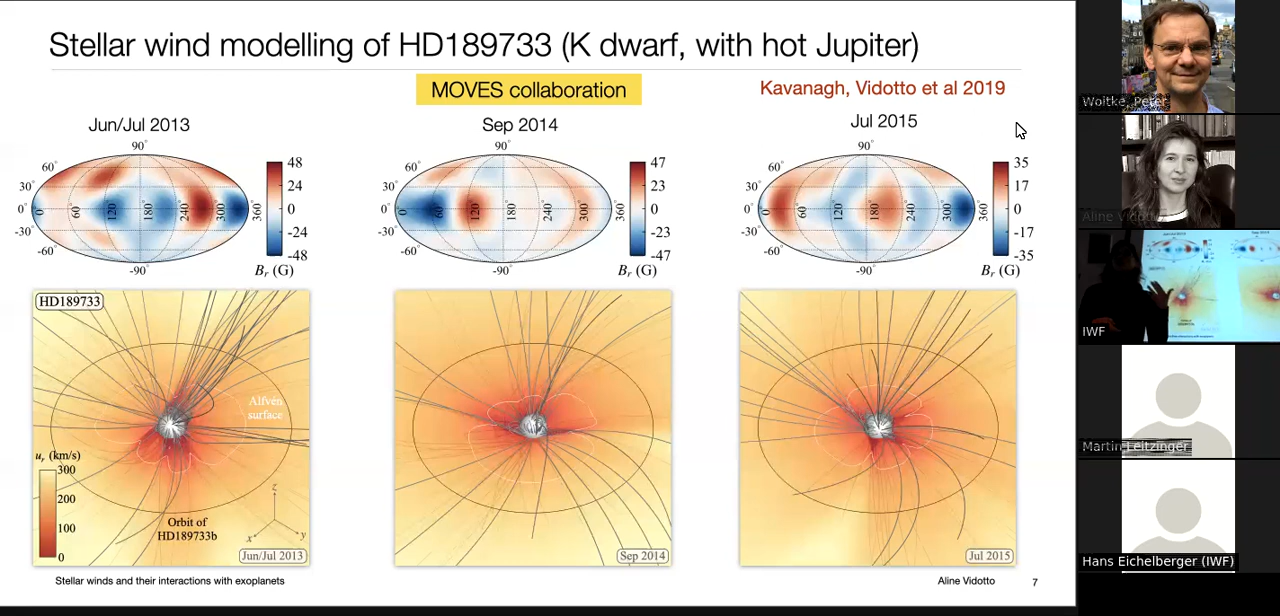 Stellar wind modelling of HD189733 (K dwarf, with hot Jupiter)
MOVES collaboration
Kavanagh, Vidotto et al 2019
Jun/Jul 2013
Sep 2014
Jul 2015
90°
60°
30°
0°
-30°
-60°
-90°
0°
60°
120°
180°
240°
300°
360°
48
24
0
-24
-48
B_r (G)
90°
60°
30°
0°
-30°
-60°
-90°
0°
60°
120°
180°
240°
300°
360°
47
23
0
-23
-47
B_r (G)
90°
60°
30°
0°
-30°
-60°
-90°
0°
60°
120°
180°
240°
300°
360°
35
17
0
-17
-35
B_r (G)
HD189733
Alfvén
surface
u_r (km/s)
300
200
100
0
Orbit of
HD189733b
z
x
y
Jun/Jul 2013
Sep 2014
Jul 2015
Stellar winds and their interactions with exoplanets
Aline Vidotto
7
Woitke, Peter
Aline Vidotto
IWF
Martin Leitzinger
Hans Eichelberger (IWF)